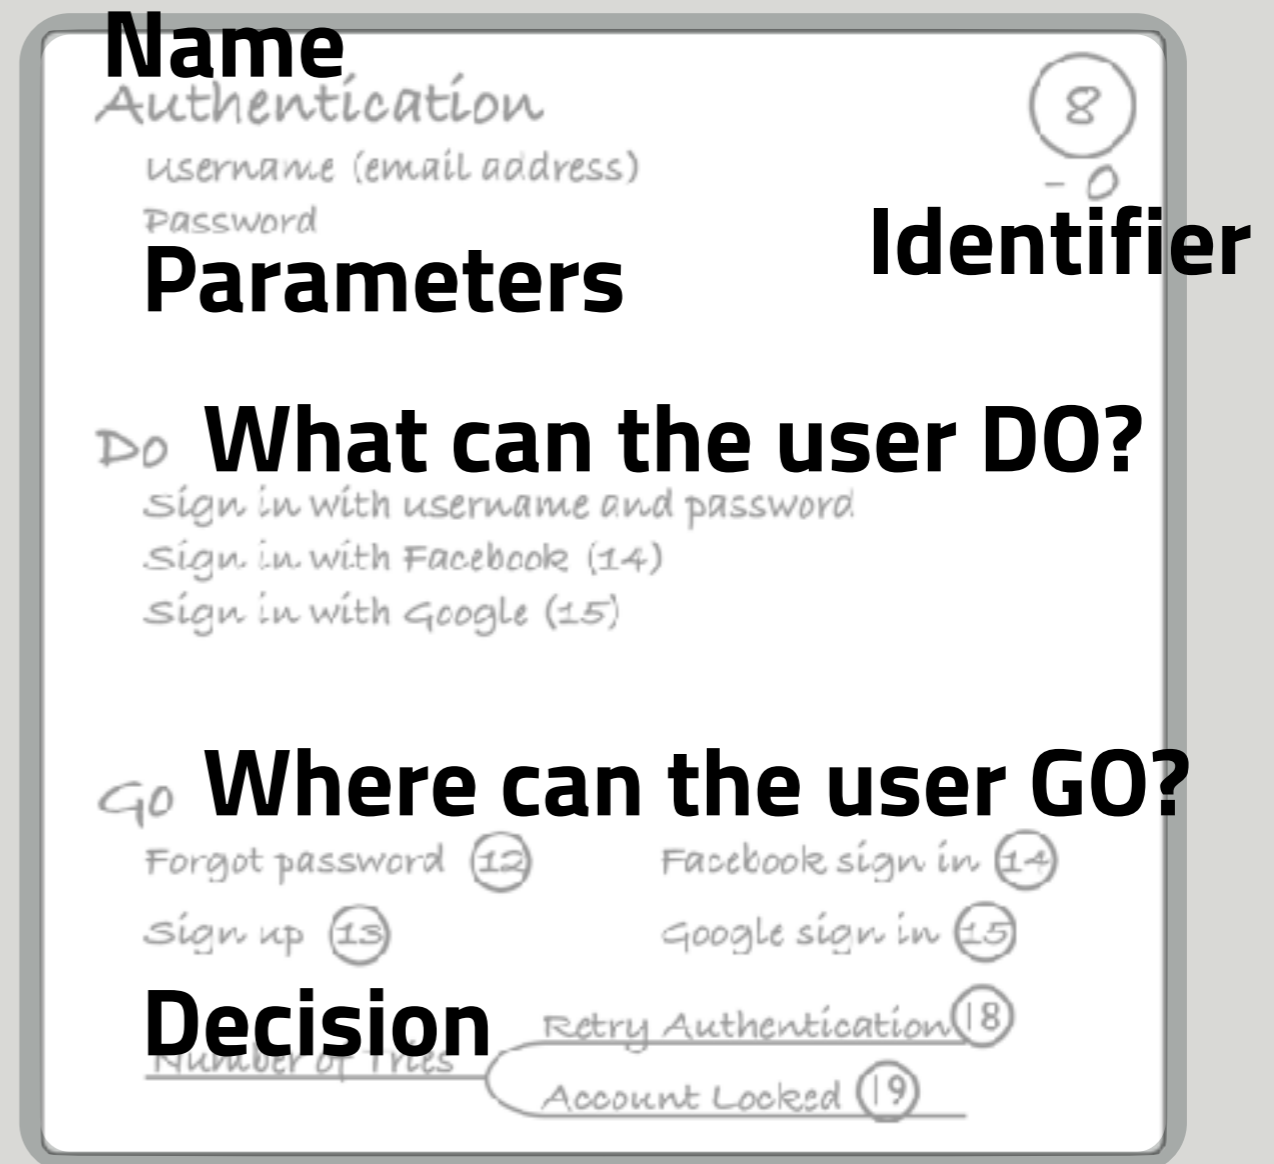 Name
Authentication
8
Username (email address)
- 0
Password
Identifier
Parameters
Do What can the user DO?
Sign in with username and password
Sign in with Facebook (14)
Sign in with Google (15)
Go Where can the user GO?
Forgot password 12 Facebook sign in 14
Sign up 13 Google sign in 15
Decision
Retry Authentication 18
Number of Tries
Account Locked 19